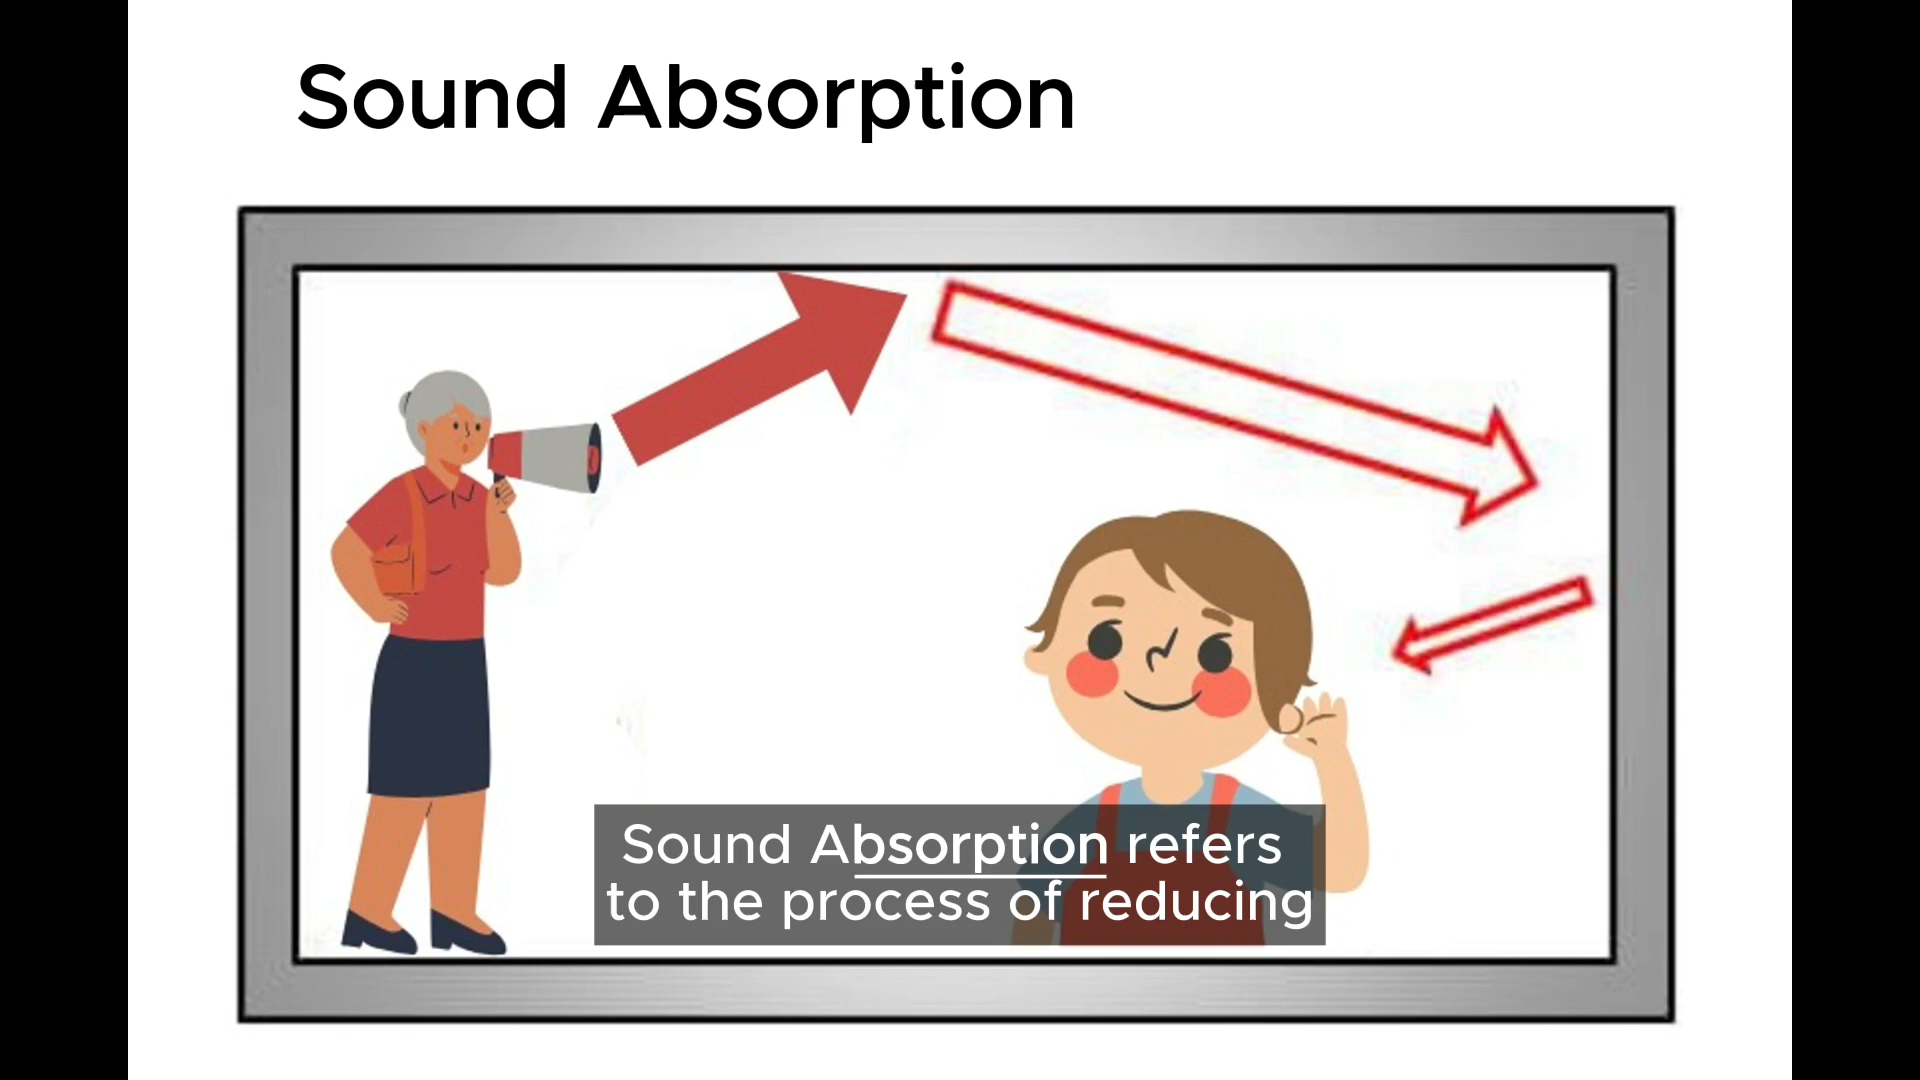 Sound Absorption
Sound Absorption refers
to the process of reducing